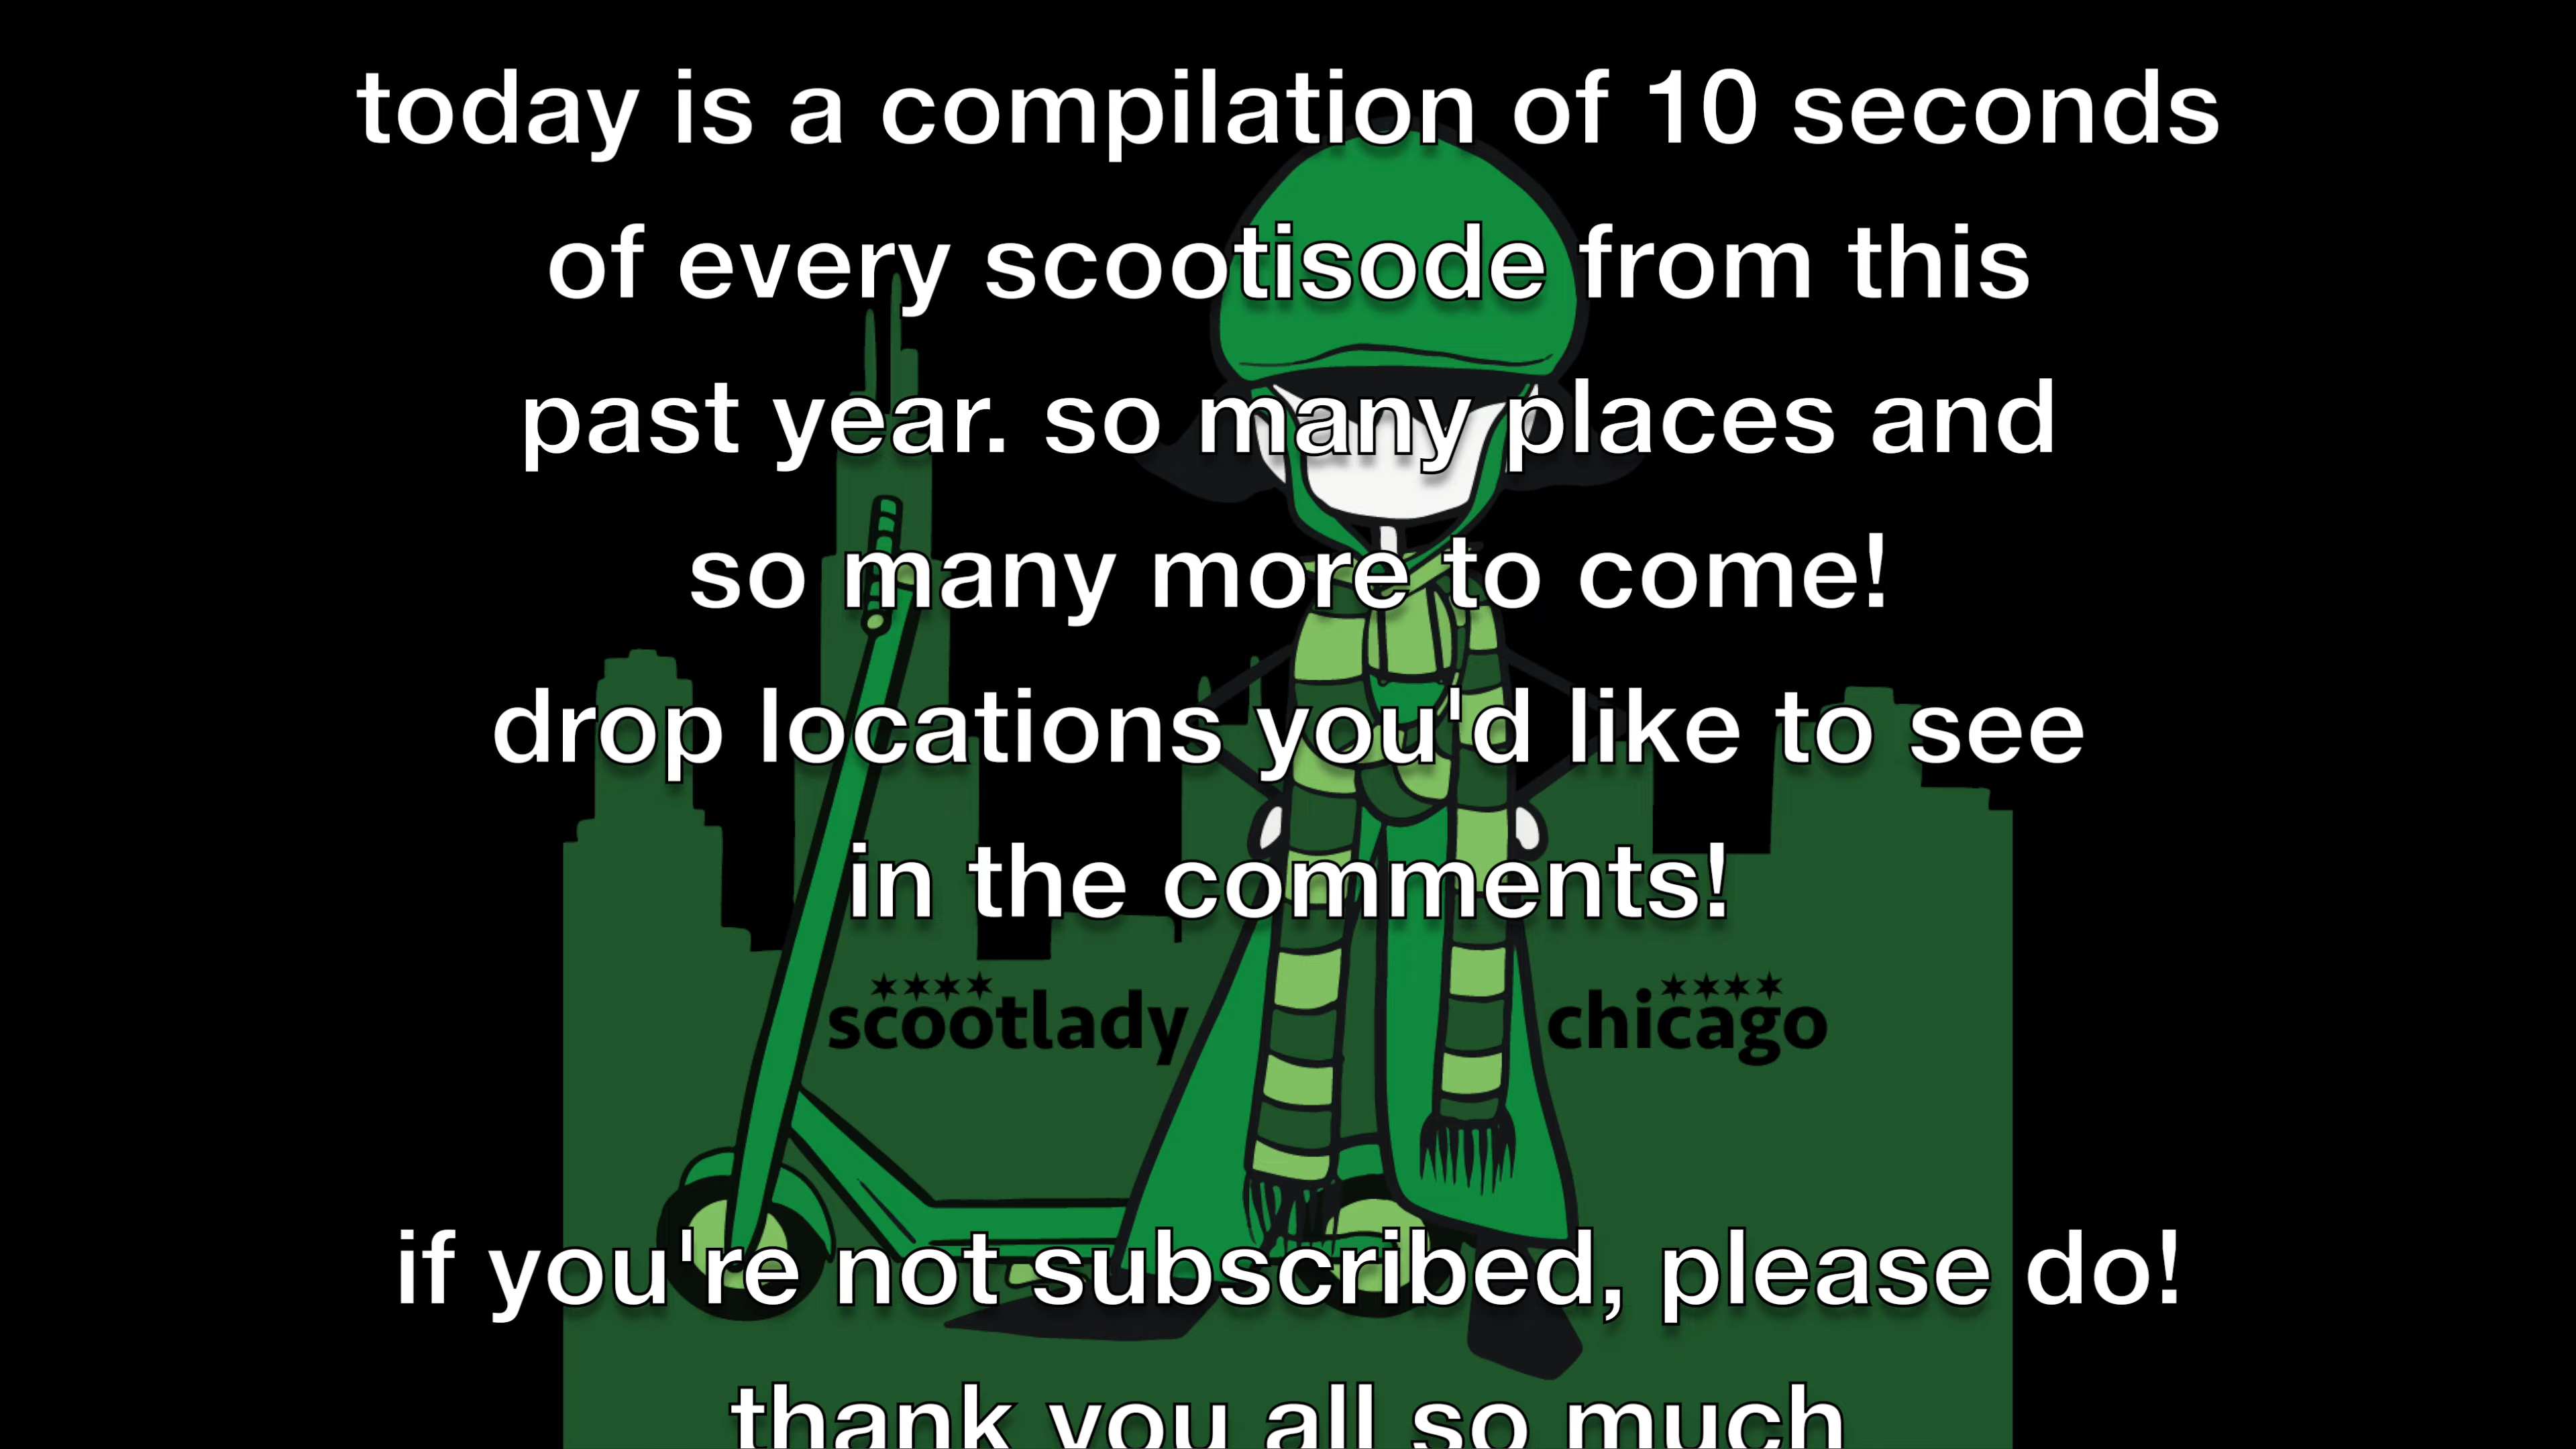 today is a compilation of 10 seconds
of every scootisode from this
past year. so many places and
so many more to come!
drop locations you'd like to see
in the comments!
scootlady chicago
if you're not subscribed, please do!
thank you all so much